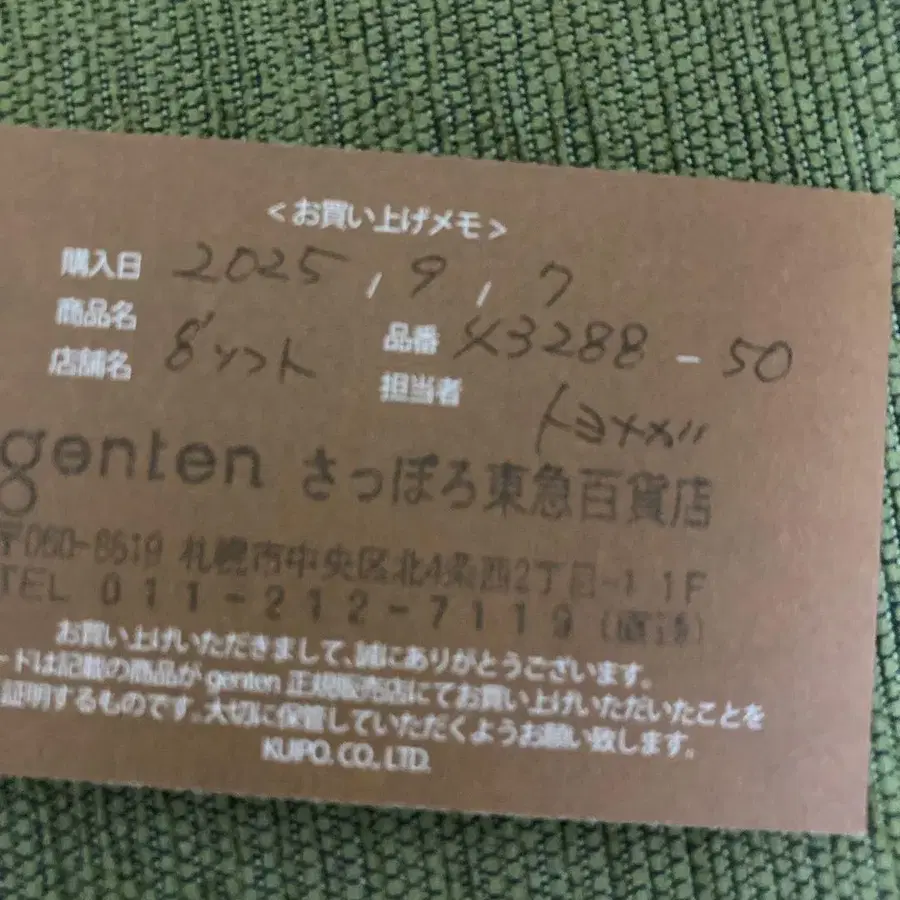 ＜お買い上げメモ＞
購入日 2025 / 9 / 7
商品名 g'ソフト 品番 43288 - 50
店舗名 担当者
genten さっぽろ東急百貨店
〒060-8619 札幌市中央区北4条西2丁目-1 1F
TEL 011-212-7119 (直通)
お買い上げいただきまして、誠にありがとうございます。
ードは記載の商品が genten 正規販売店にてお買い上げいただいたことを
証明するものです。大切に保管していただくようお願い致します。
KUIPO. CO., LTD.